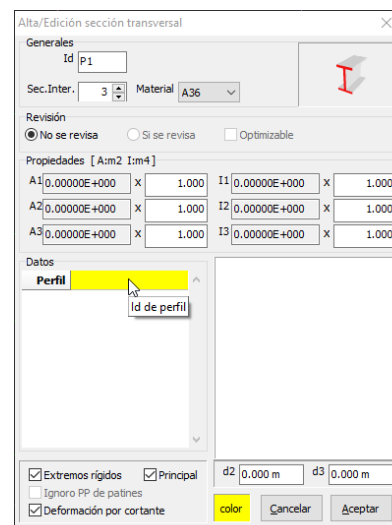 Alta/Edición sección transversal
Generales
Id P1
Sec.Inter. 3 Material A36
Revisión
No se revisa Si se revisa Optimizable
Propiedades [A:m2 I:m4]
A1 0.00000E+000 x 1.000 I1 0.00000E+000 x 1.000
A2 0.00000E+000 x 1.000 I2 0.00000E+000 x 1.000
A3 0.00000E+000 x 1.000 I3 0.00000E+000 x 1.000
Datos
Perfil
Id de perfil
Extremos rígidos Principal d2 0.000 m d3 0.000 m
Ignoro PP de patines
Deformación por cortante color Cancelar Aceptar